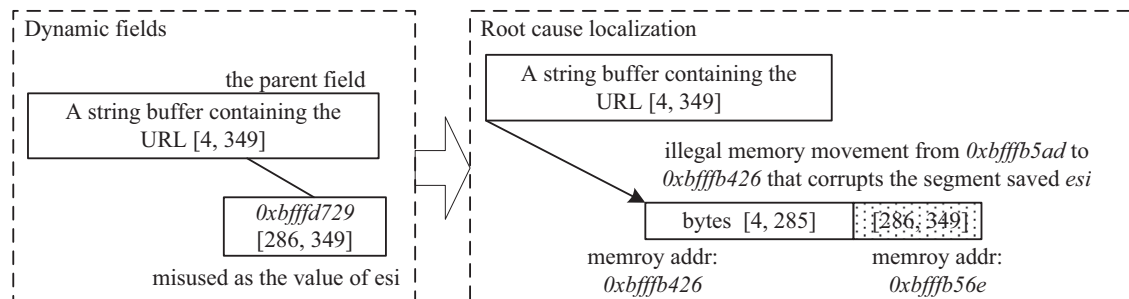 Dynamic fields
the parent field
A string buffer containing the
URL [4, 349]
0xbfffd729
[286, 349]
misused as the value of esi
Root cause localization
A string buffer containing the
URL [4, 349]
illegal memory movement from 0xbfffb5ad to
0xbfffb426 that corrupts the segment saved esi
bytes [4, 285]
[286, 349]
memroy addr:
0xbfffb426
memroy addr:
0xbfffb56e